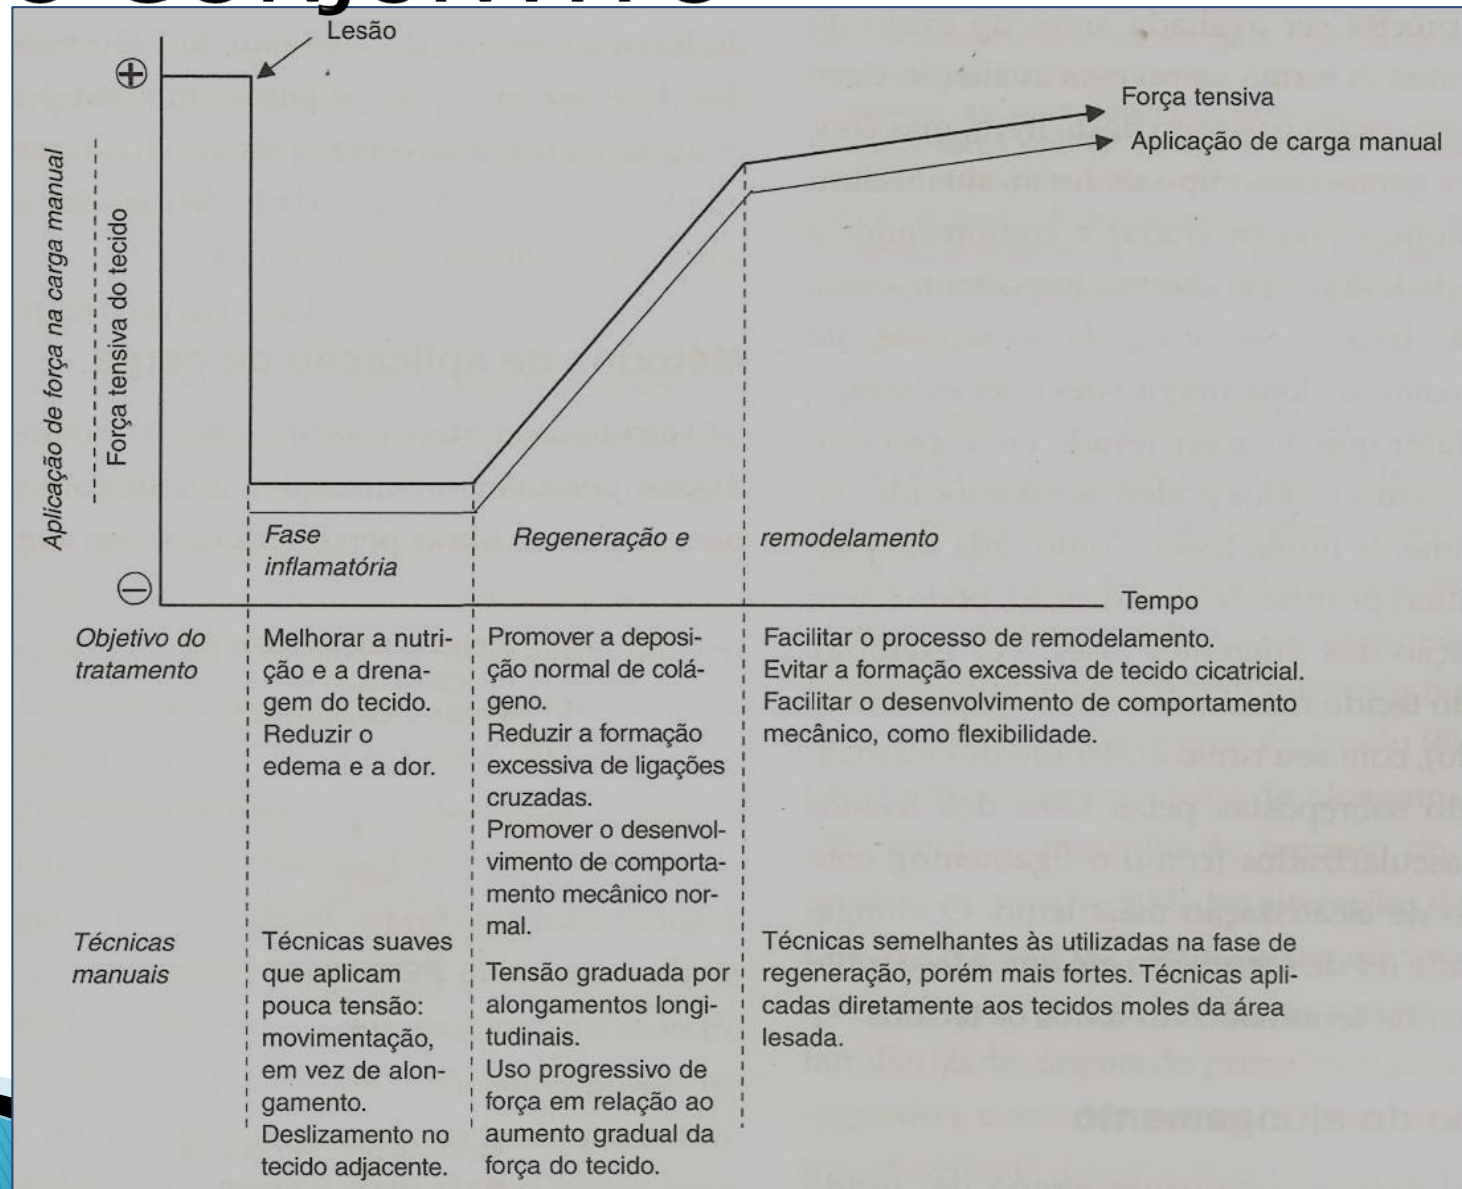 Lesão
Força tensiva
Aplicação de carga manual
Aplicação de força na carga manual
Força tensiva do tecido
Fase
inflamatória
Regeneração e
remodelamento
Tempo
Objetivo do
tratamento
Melhorar a nutri-
ção e a drena-
gem do tecido.
Reduzir o
edema e a dor.
Promover a deposi-
ção normal de colá-
geno.
Reduzir a formação
excessiva de ligações
cruzadas.
Promover o desenvol-
vimento de comporta-
mento mecânico nor-
mal.
Facilitar o processo de remodelamento.
Evitar a formação excessiva de tecido cicatricial.
Facilitar o desenvolvimento de comportamento
mecânico, como flexibilidade.
Técnicas
manuais
Técnicas suaves
que aplicam
pouca tensão:
movimentação,
em vez de alon-
gamento.
Deslizamento no
tecido adjacente.
Tensão graduada por
alongamentos longi-
tudinais.
Uso progressivo de
força em relação ao
aumento gradual da
força do tecido.
Técnicas semelhantes às utilizadas na fase de
regeneração, porém mais fortes. Técnicas apli-
cadas diretamente aos tecidos moles da área
lesada.